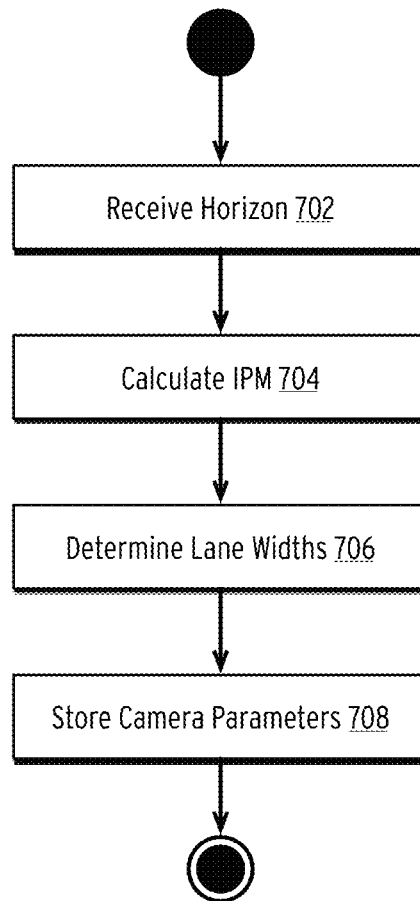 Receive Horizon 702
Calculate IPM 704
Determine Lane Widths 706
Store Camera Parameters 708